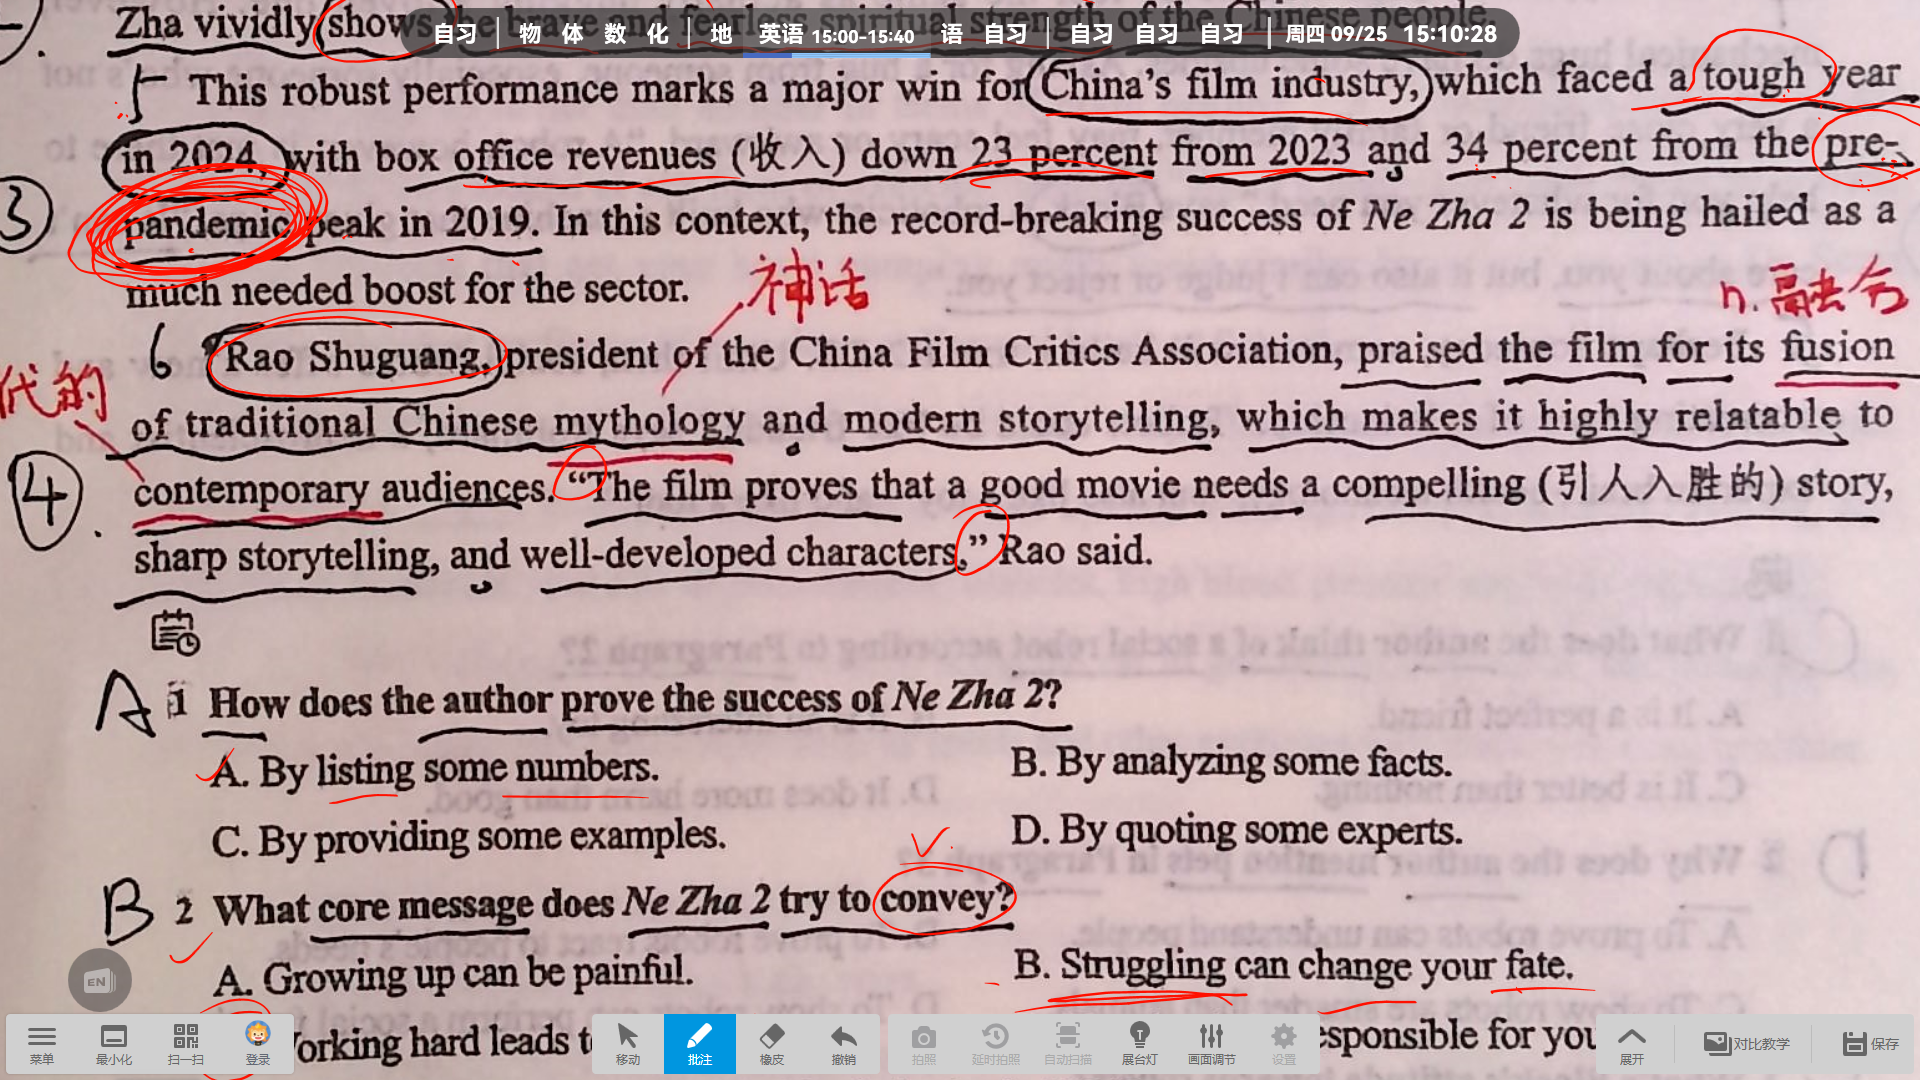 自习 | 物 体 数 化 | 地 英语 15:00-15:40 语 自习 | 自习 自习 自习 | 周四 09/25 15:10:28
Zha vividly shows the brave and fearless spiritual strength of the Chinese people.
5 This robust performance marks a major win for China's film industry, which faced a tough year
in 2024, with box office revenues (收入) down 23 percent from 2023 and 34 percent from the pre-
3 pandemic peak in 2019. In this context, the record-breaking success of Ne Zha 2 is being hailed as a
much needed boost for the sector.
神话
n. 融合
6 Rao Shuguang, president of the China Film Critics Association, praised the film for its fusion
代的
of traditional Chinese mythology and modern storytelling, which makes it highly relatable to
4. contemporary audiences. “The film proves that a good movie needs a compelling (引人入胜的) story,
sharp storytelling, and well-developed characters,” Rao said.
A 1 How does the author prove the success of Ne Zha 2?
A. By listing some numbers. B. By analyzing some facts.
C. By providing some examples. D. By quoting some experts.
B 2 What core message does Ne Zha 2 try to convey?
A. Growing up can be painful. B. Struggling can change your fate.
orking hard leads t esponsible for you
EN
菜单 最小化 扫一扫 登录 移动 批注 橡皮 撤销 拍照 延时拍照 自动扫描 展台灯 画面调节 设置 展开 对比教学 保存